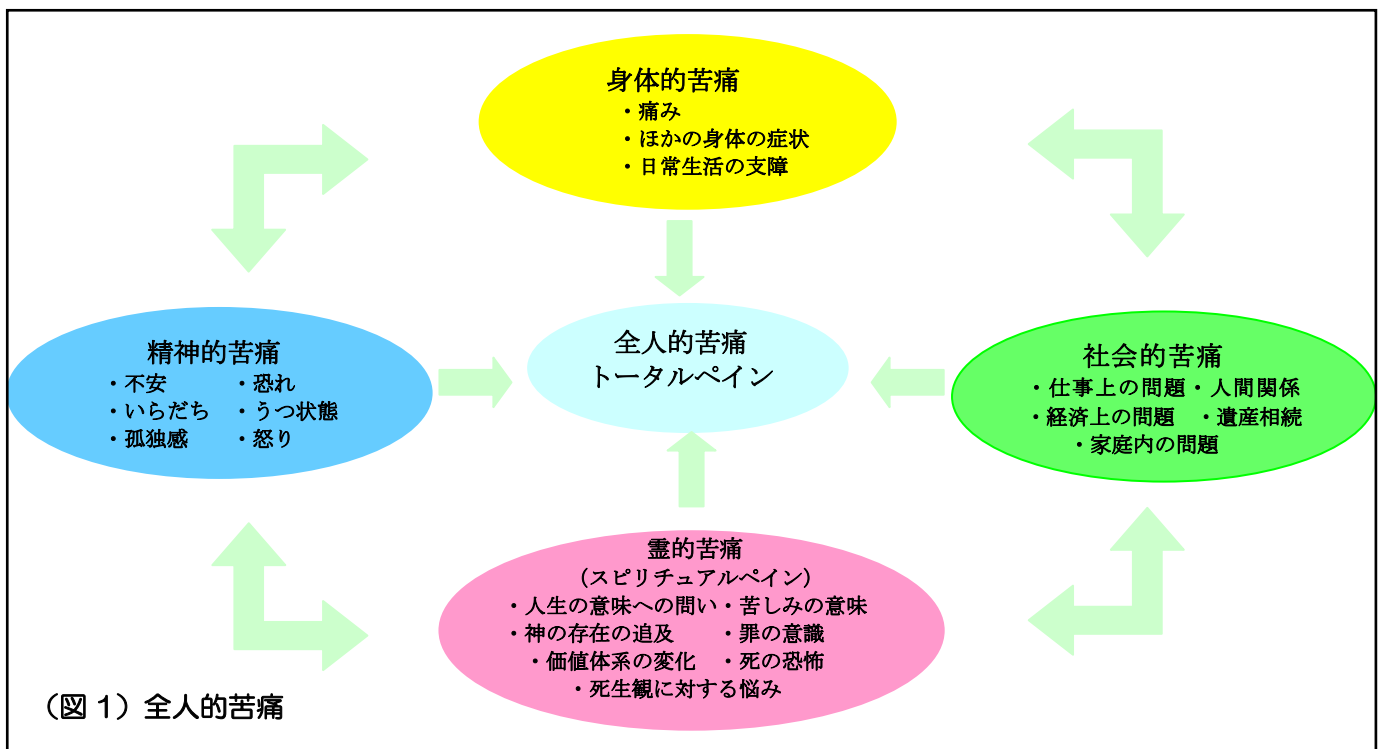 身体的苦痛
・痛み
・ほかの身体の症状
・日常生活の支障
精神的苦痛
・不安 ・恐れ
・いらだち ・うつ状態
・孤独感 ・怒り
全人的苦痛
トータルペイン
社会的苦痛
・仕事上の問題・人間関係
・経済上の問題 ・遺産相続
・家庭内の問題
霊的苦痛
（スピリチュアルペイン）
・人生の意味への問い・苦しみの意味
・神の存在の追及 ・罪の意識
・価値体系の変化 ・死の恐怖
・死生観に対する悩み
（図１）全人的苦痛